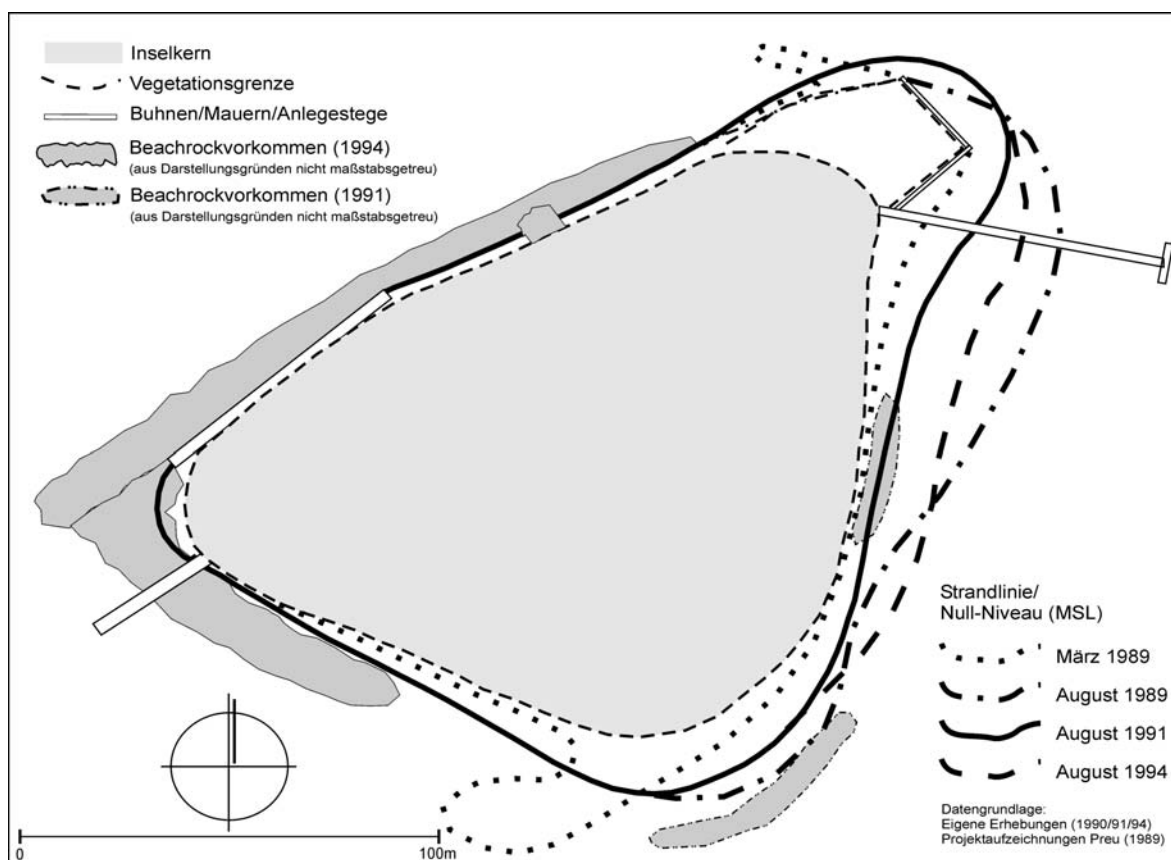 Inselkern
Vegetationsgrenze
Buhnen/Mauern/Anlegestege
Beachrockvorkommen (1994)
(aus Darstellungsgründen nicht maßstabsgetreu)
Beachrockvorkommen (1991)
(aus Darstellungsgründen nicht maßstabsgetreu)
Strandlinie/
Null-Niveau (MSL)
März 1989
August 1989
August 1991
August 1994
Datengrundlage:
Eigene Erhebungen (1990/91/94)
Projektaufzeichnungen Preu (1989)
0 100m